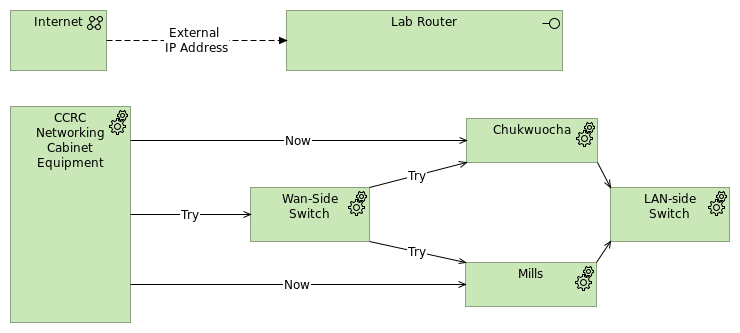 Internet
External
IP Address
Lab Router
CCRC
Networking
Cabinet
Equipment
Now
Chukwuocha
Try
Try
Wan-Side
Switch
LAN-side
Switch
Try
Now
Mills